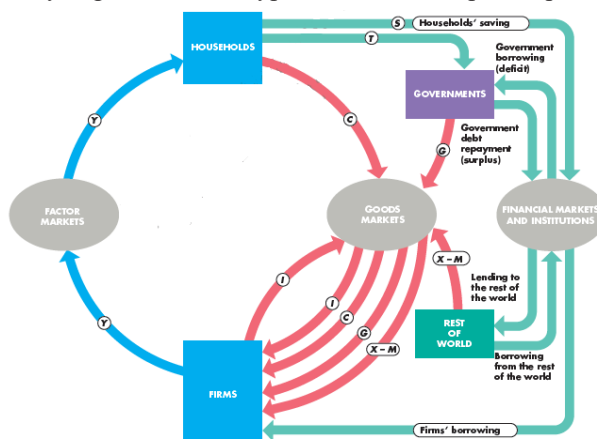 S
Households' saving
HOUSEHOLDS
T
Government
borrowing
(deficit)
GOVERNMENTS
Y
C
Government
debt
repayment
(surplus)
G
FACTOR
MARKETS
GOODS
MARKETS
FINANCIAL MARKETS
AND INSTITUTIONS
X – M
I
Lending to
the rest of
the world
I
C
REST
OF
WORLD
Y
G
X – M
Borrowing
from the rest
of the world
FIRMS
Firms' borrowing